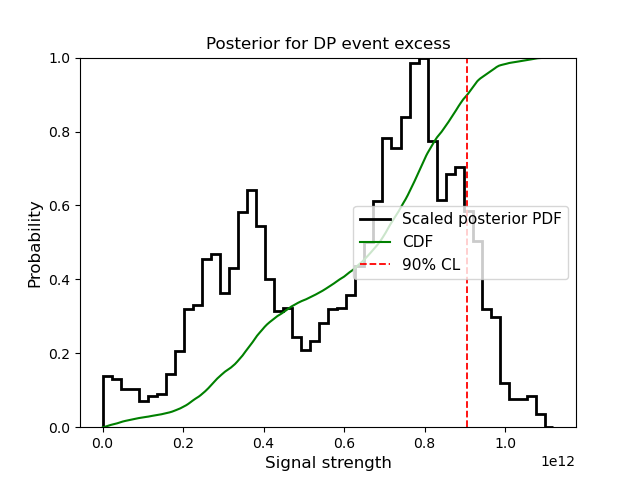 Posterior for DP event excess
1.0
0.8
0.6
0.4
0.2
0.0
Probability
Scaled posterior PDF
CDF
90% CL
0.0 0.2 0.4 0.6 0.8 1.0
1e12
Signal strength